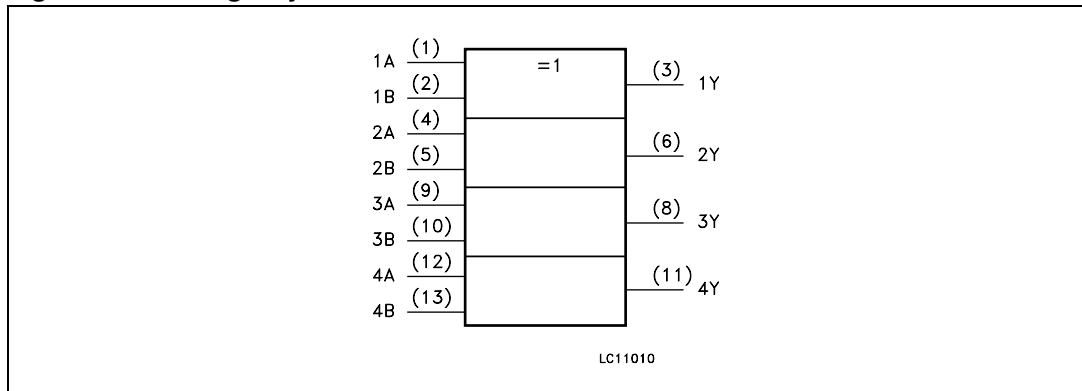 1A (1)
1B (2)
2A (4)
2B (5)
3A (9)
3B (10)
4A (12)
4B (13)
=1
(3) 1Y
(6) 2Y
(8) 3Y
(11) 4Y
LC11010